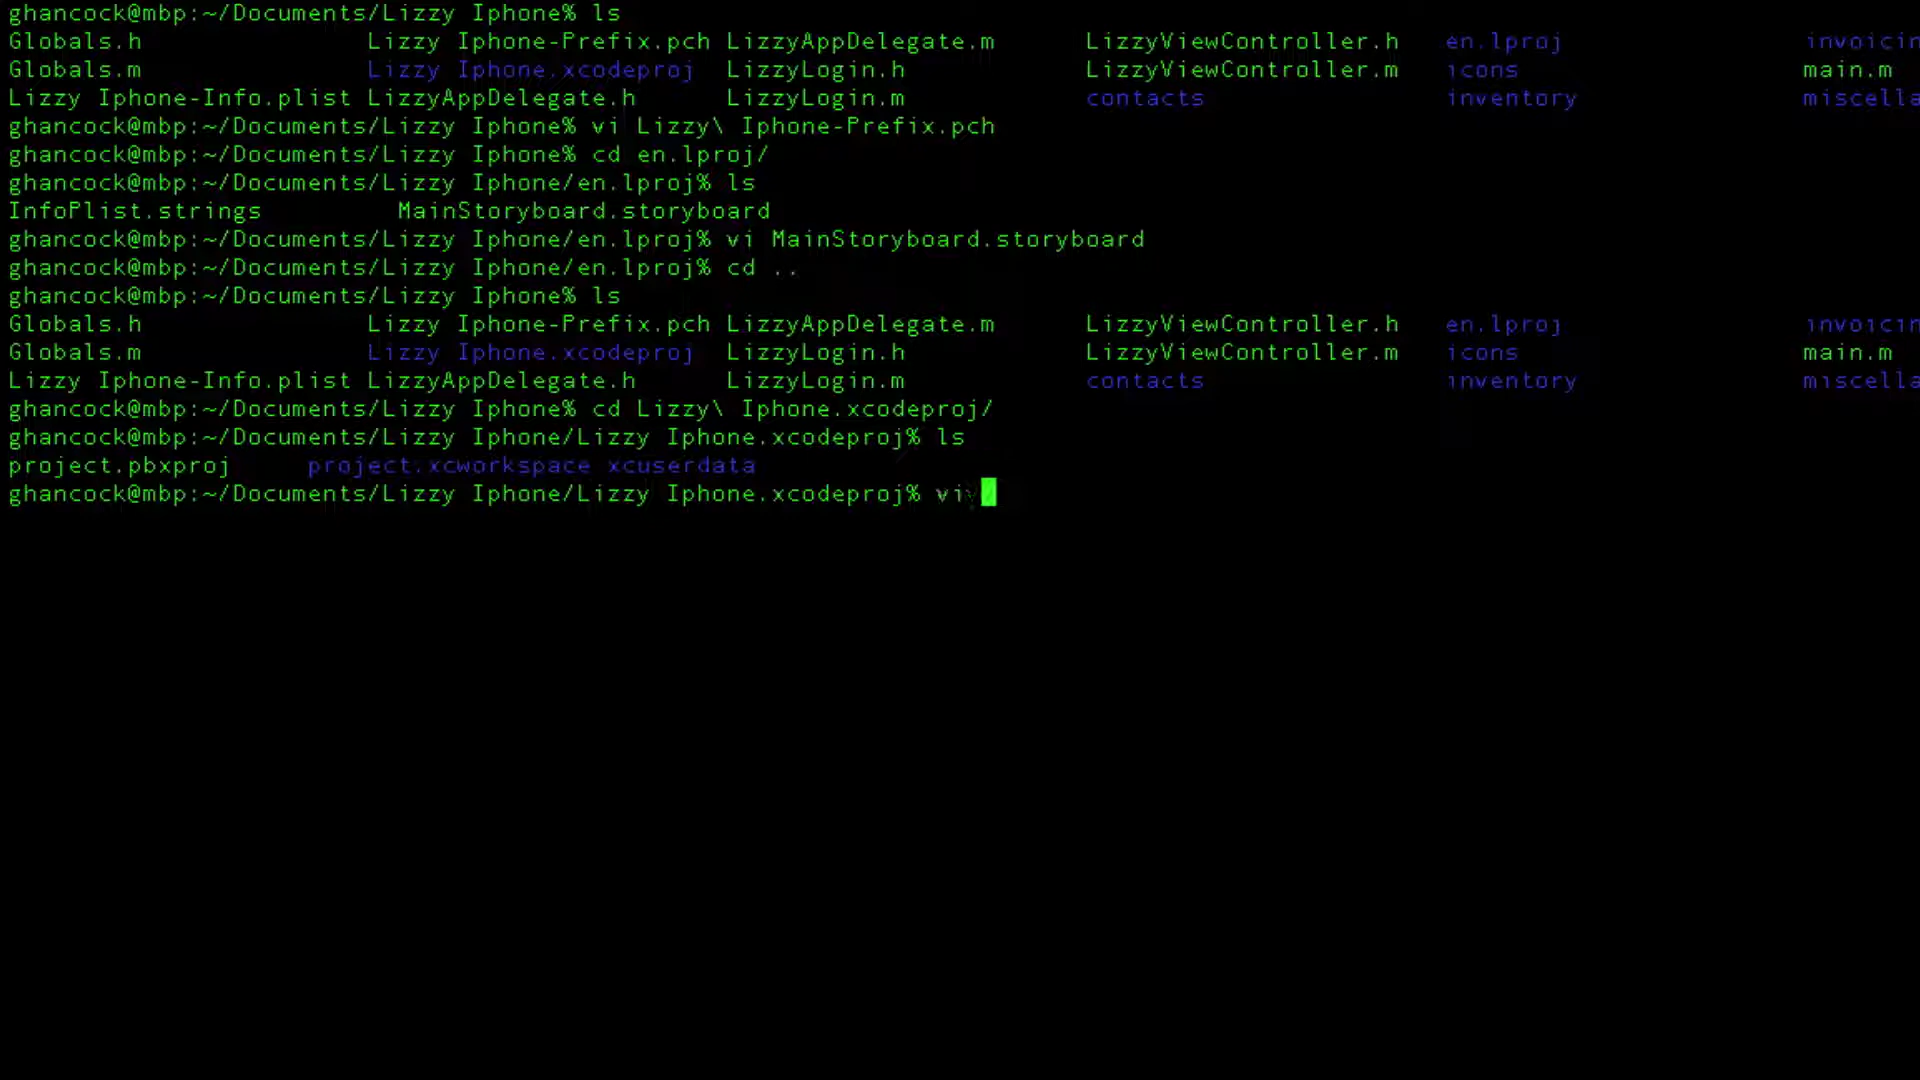 ghancock@mbp:~/Documents/Lizzy Iphone% ls
Globals.h Lizzy Iphone-Prefix.pch LizzyAppDelegate.m LizzyViewController.h en.lproj invoicin
Globals.m Lizzy Iphone.xcodeproj LizzyLogin.h LizzyViewController.m icons main.m
Lizzy Iphone-Info.plist LizzyAppDelegate.h LizzyLogin.m contacts inventory miscella
ghancock@mbp:~/Documents/Lizzy Iphone% vi Lizzy\ Iphone-Prefix.pch
ghancock@mbp:~/Documents/Lizzy Iphone% cd en.lproj/
ghancock@mbp:~/Documents/Lizzy Iphone/en.lproj% ls
InfoPlist.strings MainStoryboard.storyboard
ghancock@mbp:~/Documents/Lizzy Iphone/en.lproj% vi MainStoryboard.storyboard
ghancock@mbp:~/Documents/Lizzy Iphone/en.lproj% cd ..
ghancock@mbp:~/Documents/Lizzy Iphone% ls
Globals.h Lizzy Iphone-Prefix.pch LizzyAppDelegate.m LizzyViewController.h en.lproj invoicin
Globals.m Lizzy Iphone.xcodeproj LizzyLogin.h LizzyViewController.m icons main.m
Lizzy Iphone-Info.plist LizzyAppDelegate.h LizzyLogin.m contacts inventory miscella
ghancock@mbp:~/Documents/Lizzy Iphone% cd Lizzy\ Iphone.xcodeproj/
ghancock@mbp:~/Documents/Lizzy Iphone/Lizzy Iphone.xcodeproj% ls
project.pbxproj project.xcworkspace xcuserdata
ghancock@mbp:~/Documents/Lizzy Iphone/Lizzy Iphone.xcodeproj% vi